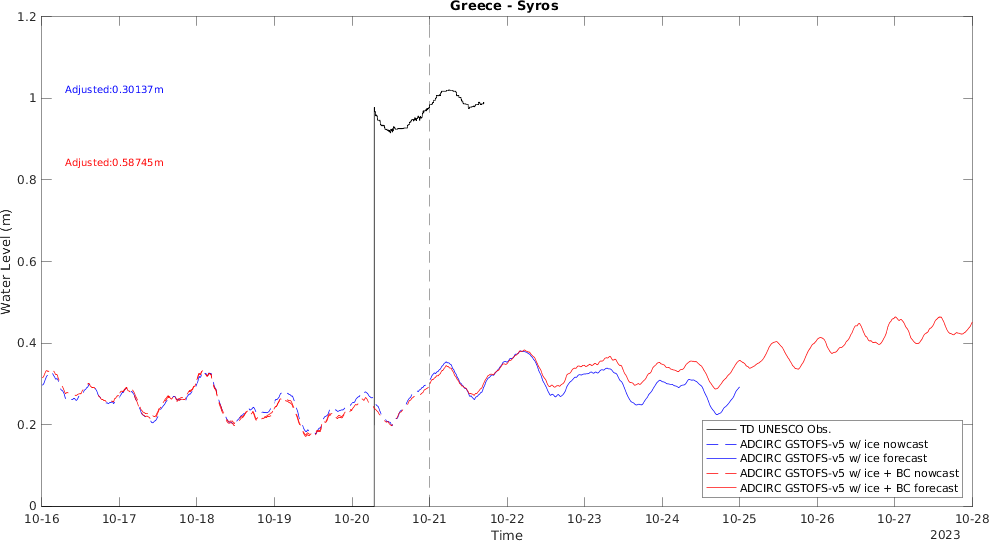 Greece - Syros
1.2
1
0.8
0.6
0.4
0.2
0
Water Level (m)
Adjusted:0.30137m
Adjusted:0.58745m
TD UNESCO Obs.
ADCIRC GSTOFS-v5 w/ ice nowcast
ADCIRC GSTOFS-v5 w/ ice forecast
ADCIRC GSTOFS-v5 w/ ice + BC nowcast
ADCIRC GSTOFS-v5 w/ ice + BC forecast
10-16 10-17 10-18 10-19 10-20 10-21 10-22 10-23 10-24 10-25 10-26 10-27 10-28
Time
2023